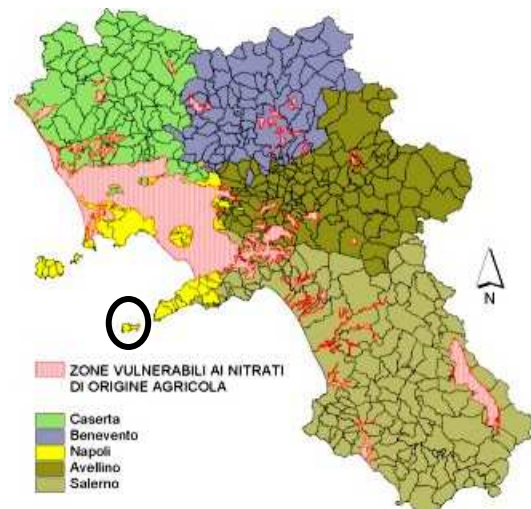 N
ZONE VULNERABILI AI NITRATI
DI ORIGINE AGRICOLA
Caserta
Benevento
Napoli
Avellino
Salerno